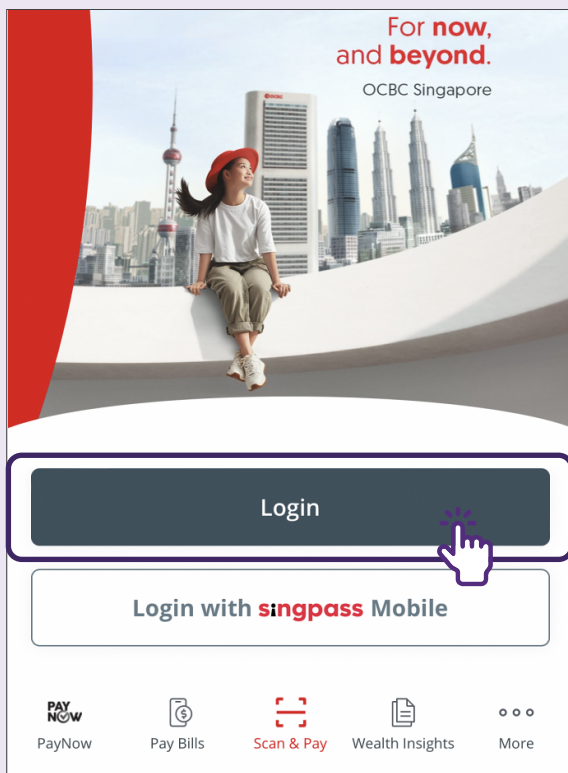 For now,
and beyond.
OCBC Singapore
OCBC
Login
Login with singpass Mobile
PAY
NOW
PayNow
Pay Bills
Scan & Pay
Wealth Insights
More